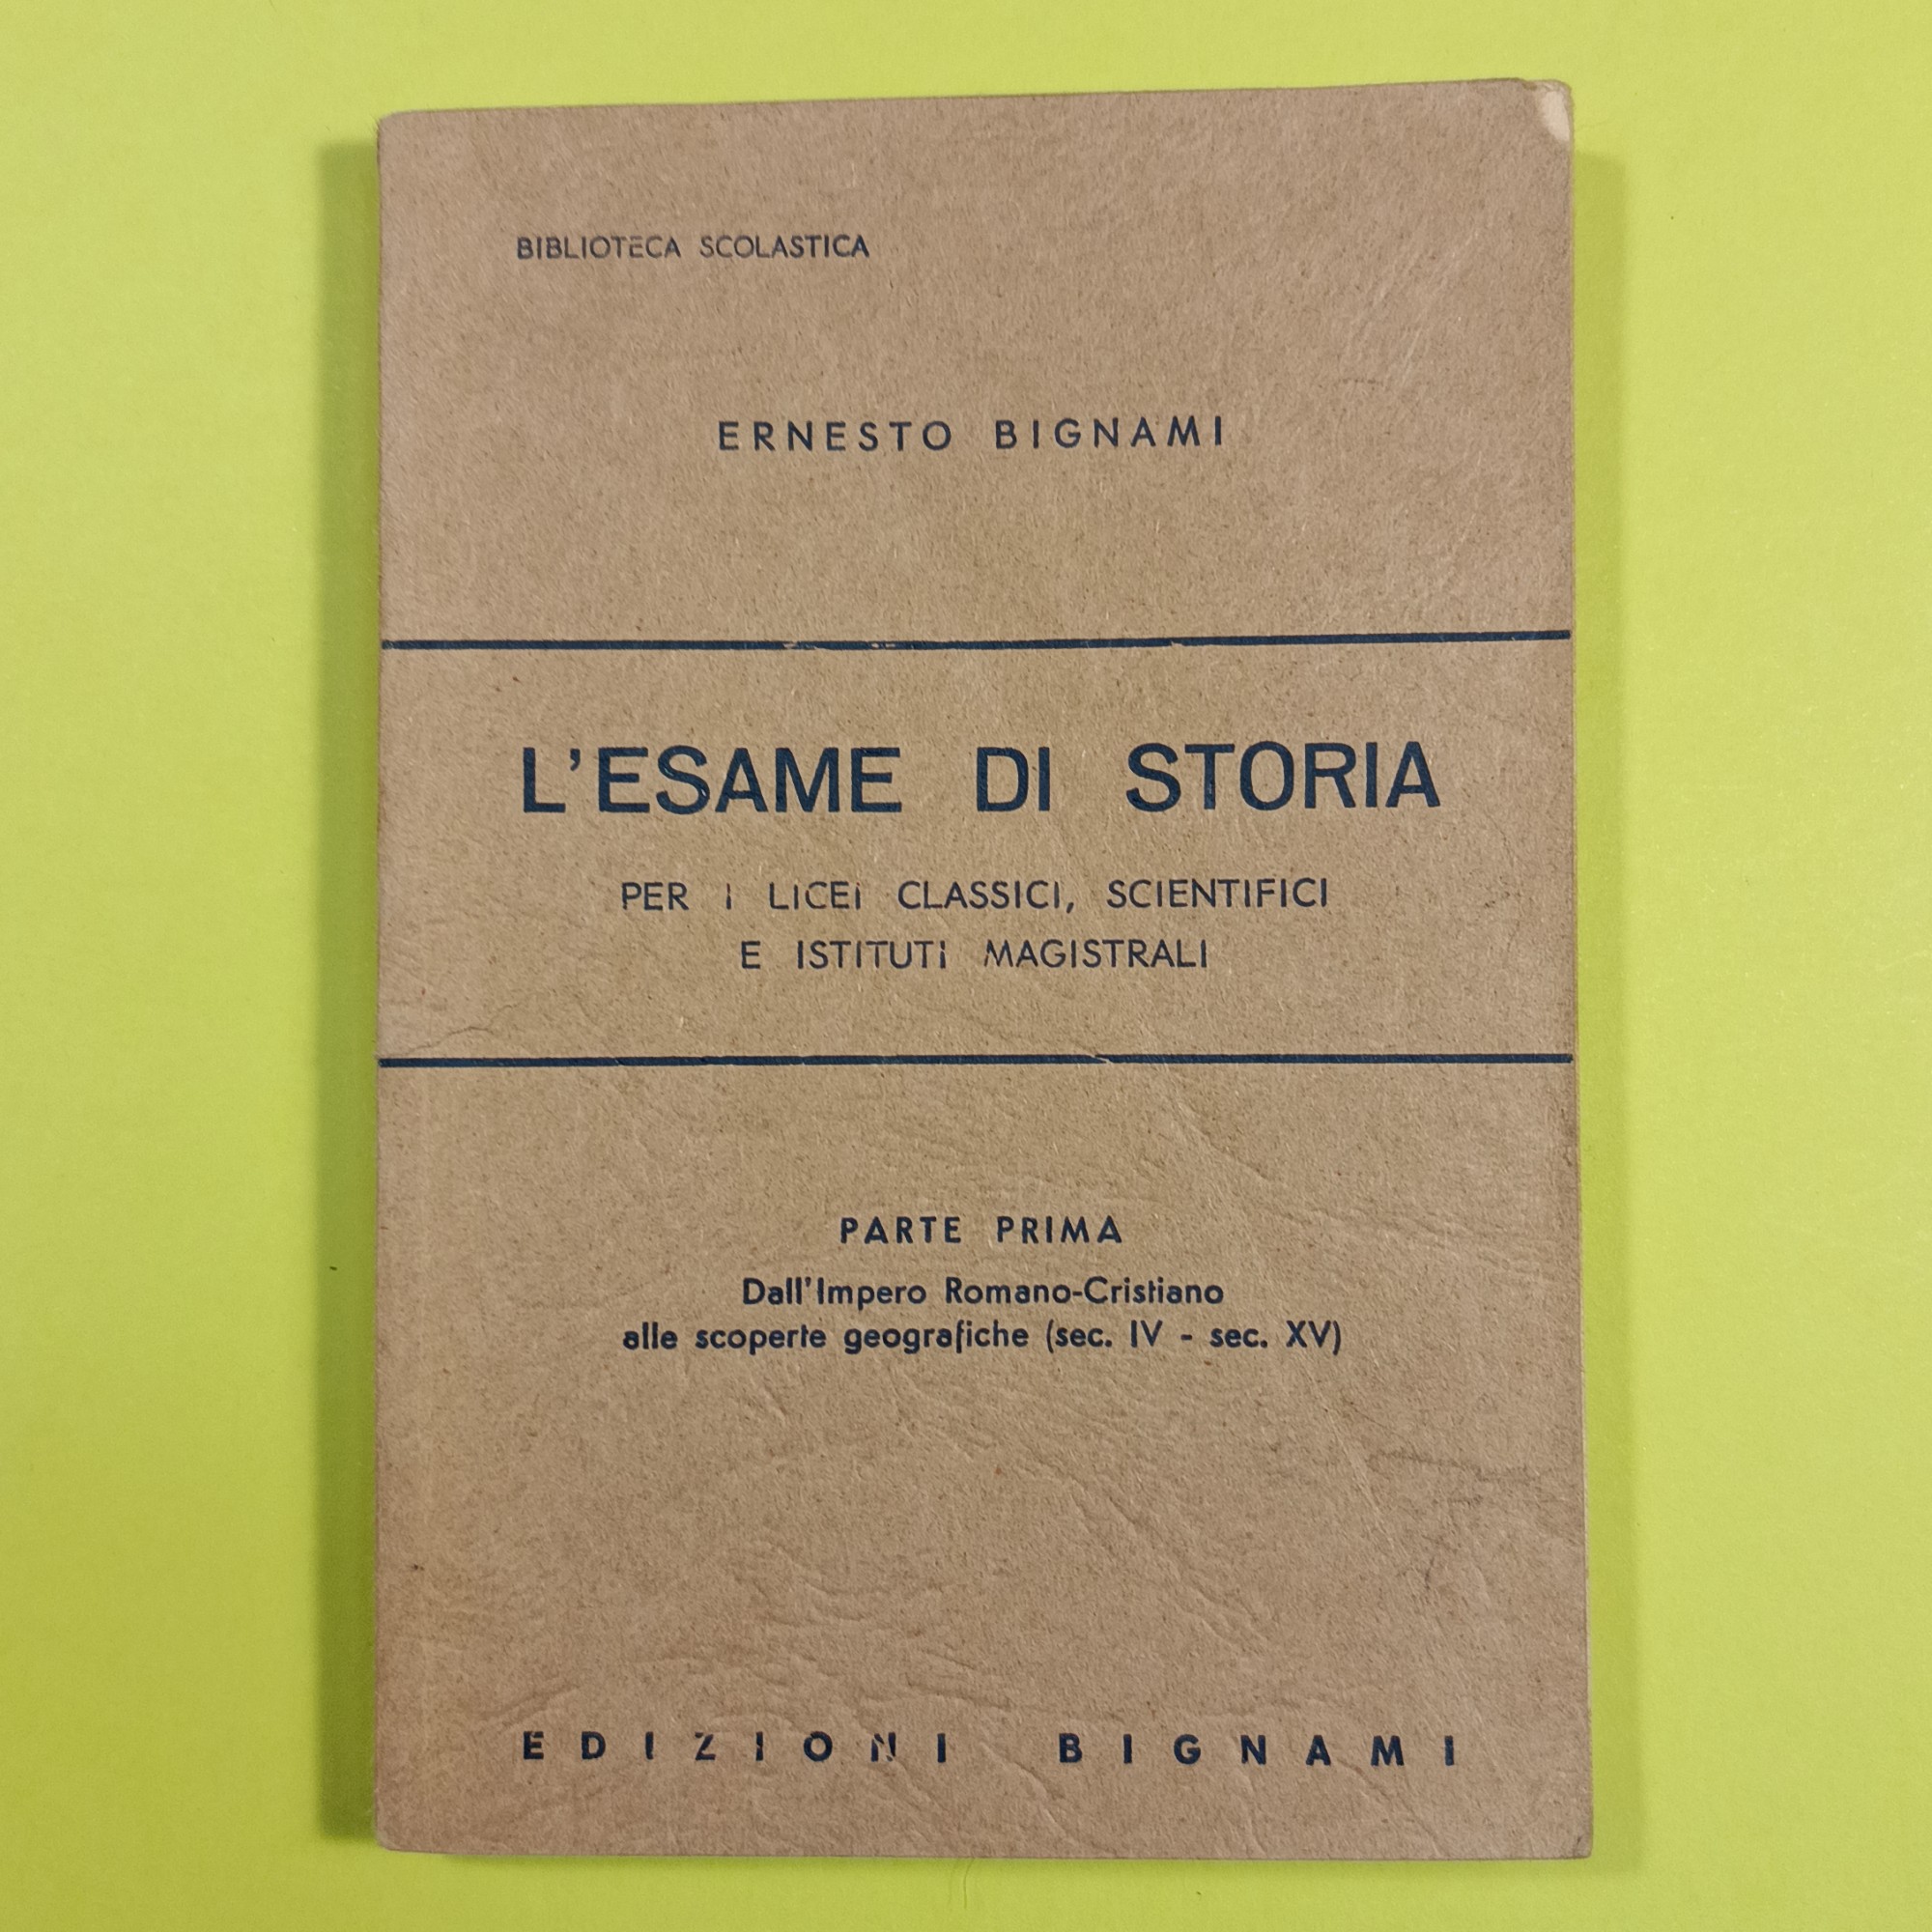 BIBLIOTECA SCOLASTICA
ERNESTO BIGNAMI
L'ESAME DI STORIA
PER I LICEI CLASSICI, SCIENTIFICI
E ISTITUTI MAGISTRALI
PARTE PRIMA
Dall'Impero Romano-Cristiano
alle scoperte geografiche (sec. IV - sec. XV)
EDIZIONI BIGNAMI